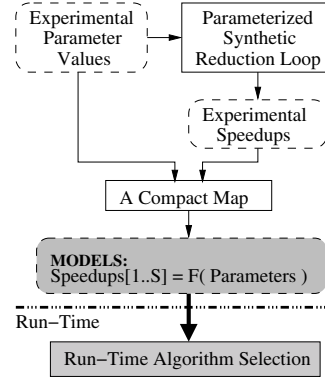 Experimental
Parameter
Values
Parameterized
Synthetic
Reduction Loop
Experimental
Speedups
A Compact Map
MODELS:
Speedups[1..S] = F( Parameters )
Run−Time
Run−Time Algorithm Selection